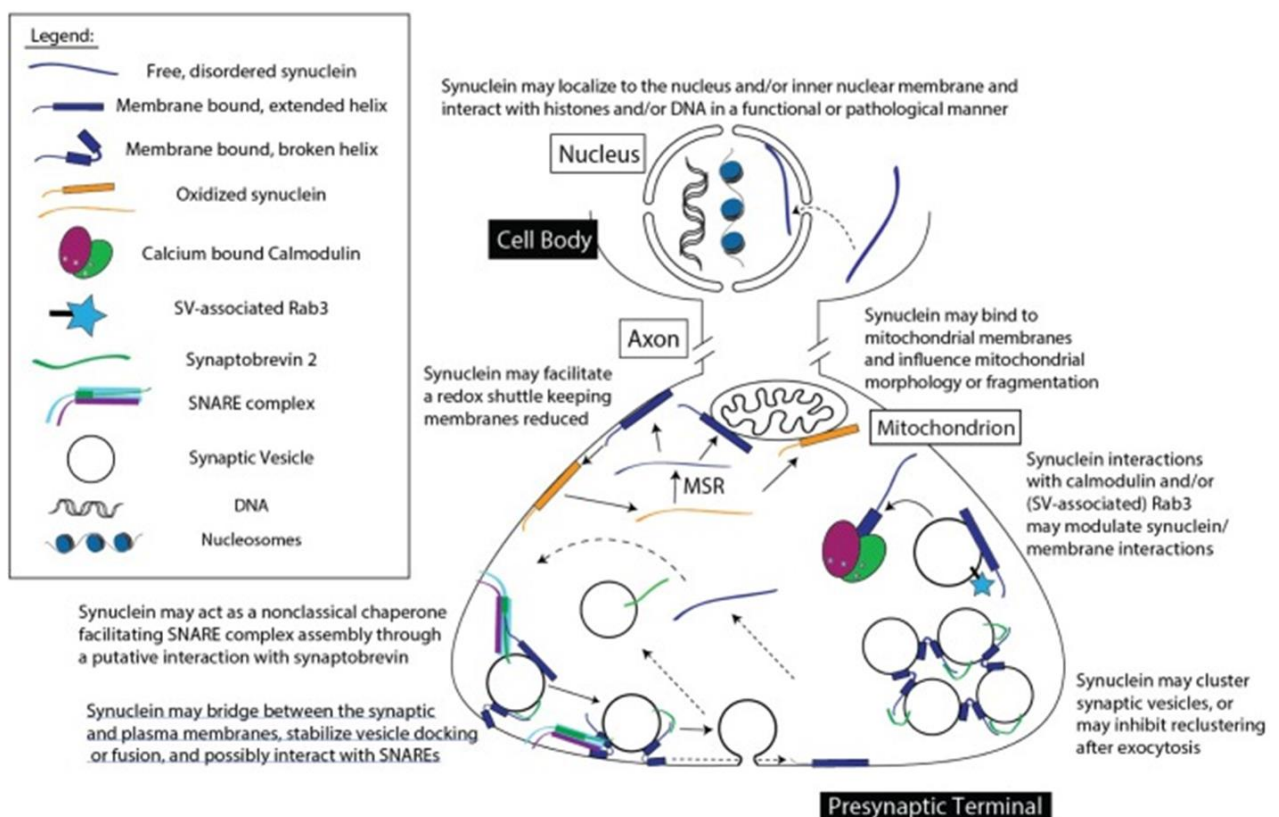 Legend:
Free, disordered synuclein
Membrane bound, extended helix
Membrane bound, broken helix
Oxidized synuclein
Calcium bound Calmodulin
SV-associated Rab3
Synaptobrevin 2
SNARE complex
Synaptic Vesicle
DNA
Nucleosomes
Synuclein may localize to the nucleus and/or inner nuclear membrane and
interact with histones and/or DNA in a functional or pathological manner
Nucleus
Cell Body
Axon
Synuclein may bind to
mitochondrial membranes
and influence mitochondrial
morphology or fragmentation
Synuclein may facilitate
a redox shuttle keeping
membranes reduced
Mitochondrion
MSR
Synuclein interactions
with calmodulin and/or
(SV-associated) Rab3
may modulate synuclein/
membrane interactions
Synuclein may act as a nonclassical chaperone
facilitating SNARE complex assembly through
a putative interaction with synaptobrevin
Synuclein may bridge between the synaptic
and plasma membranes, stabilize vesicle docking
or fusion, and possibly interact with SNAREs
Synuclein may cluster
synaptic vesicles, or
may inhibit reclustering
after exocytosis
Presynaptic Terminal